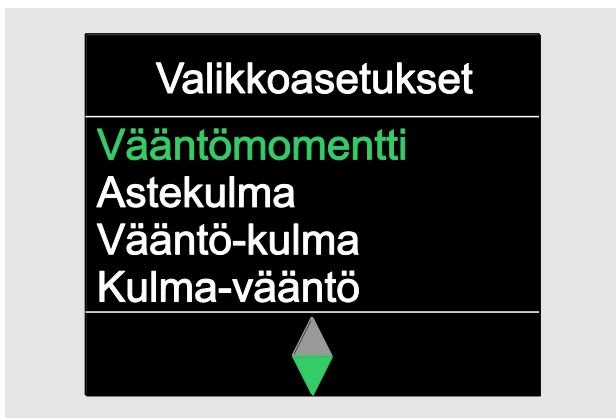 Valikkoasetukset
Vääntömomentti
Astekulma
Vääntö-kulma
Kulma-vääntö